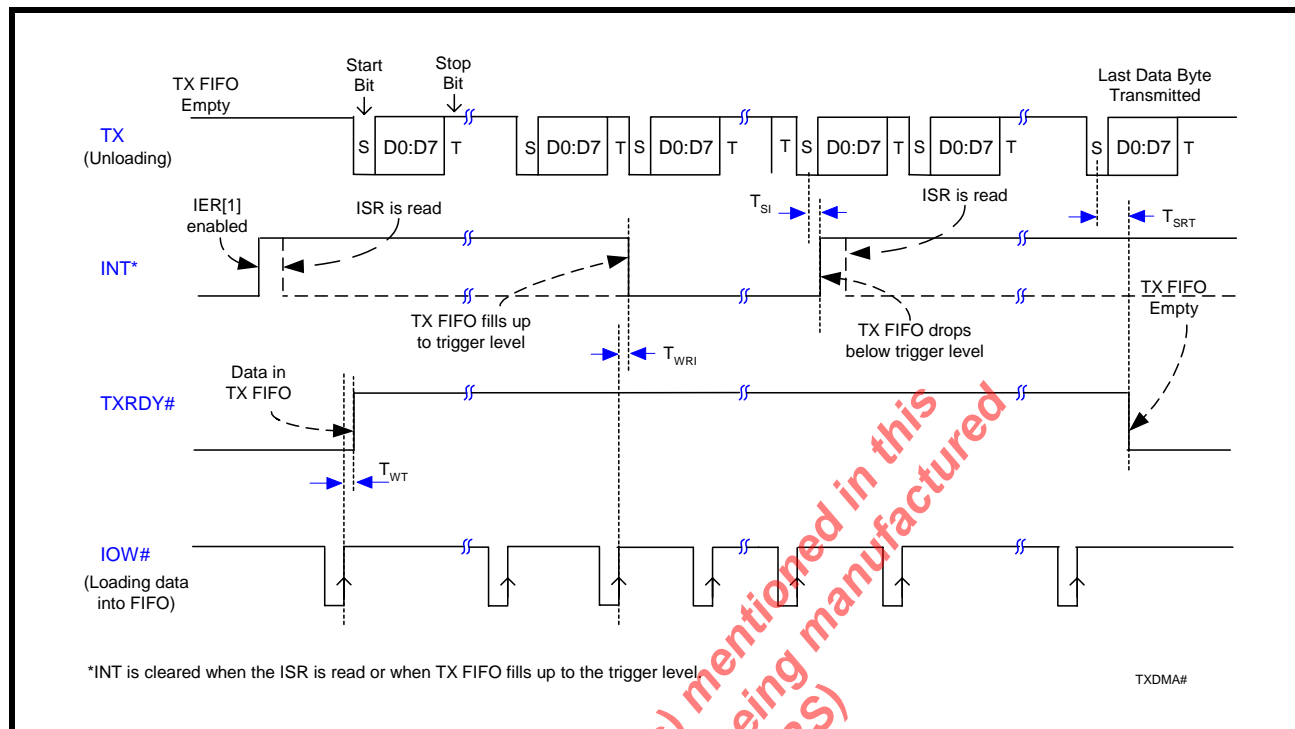 TX FIFO
Empty
Start
Bit
Stop
Bit
Last Data Byte
Transmitted
TX
(Unloading)
S D0:D7 T S D0:D7 T S D0:D7 T T S D0:D7 T S D0:D7 T S D0:D7 T
IER[1]
enabled
ISR is read
TSI
ISR is read
TSRT
INT*
TX FIFO fills up
to trigger level
TX FIFO drops
below trigger level
TX FIFO
Empty
TWRI
Data in
TX FIFO
TXRDY#
TWT
IOW#
(Loading data
into FIFO)
*INT is cleared when the ISR is read or when TX FIFO fills up to the trigger level.
TXDMA#
mentioned in this
being manufactured